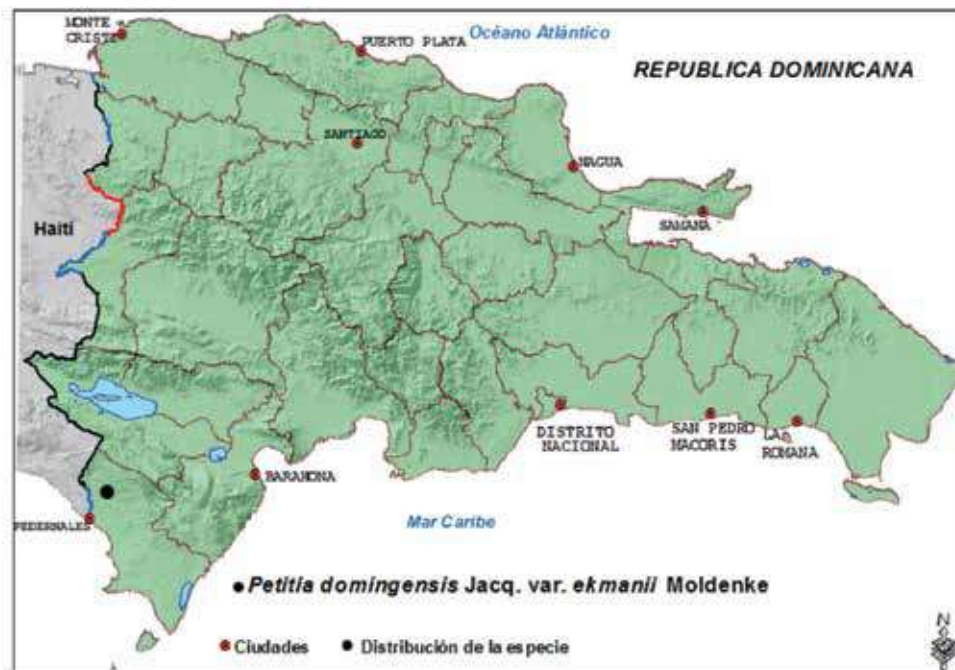 MONTE
CRISTI
PUERTO PLATA
Océano Atlántico
REPUBLICA DOMINICANA
SANTIAGO
NAGUA
SAMANA
Haití
DISTRITO
NACIONAL
SAN PEDRO
MACORIS
LA
ROMANA
BARAHONA
PEDERNALES
Mar Caribe
Petitia domingensis Jacq. var. ekmanii Moldenke
Ciudades
Distribución de la especie
N